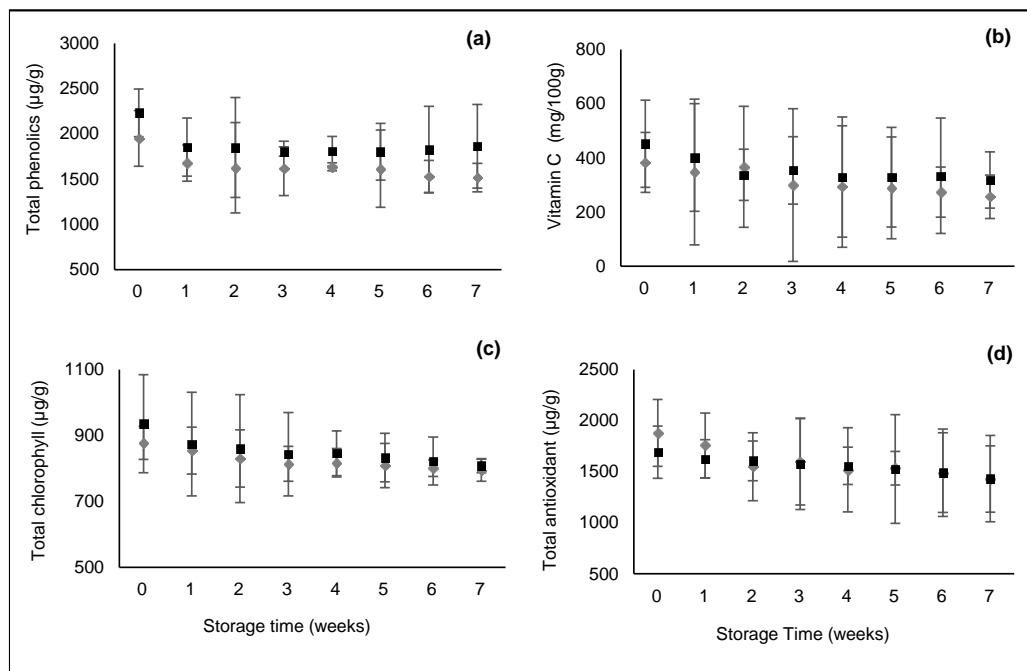 (a)
Total phenolics (µg/g)
3000
2500
2000
1500
1000
500
0 1 2 3 4 5 6 7
(b)
Vitamin C (mg/100g)
800
600
400
200
0
0 1 2 3 4 5 6 7
(c)
Total chlorophyll (µg/g)
1100
900
700
500
0 1 2 3 4 5 6 7
Storage time (weeks)
(d)
Total antioxidant (µg/g)
2500
2000
1500
1000
500
0 1 2 3 4 5 6 7
Storage Time (weeks)